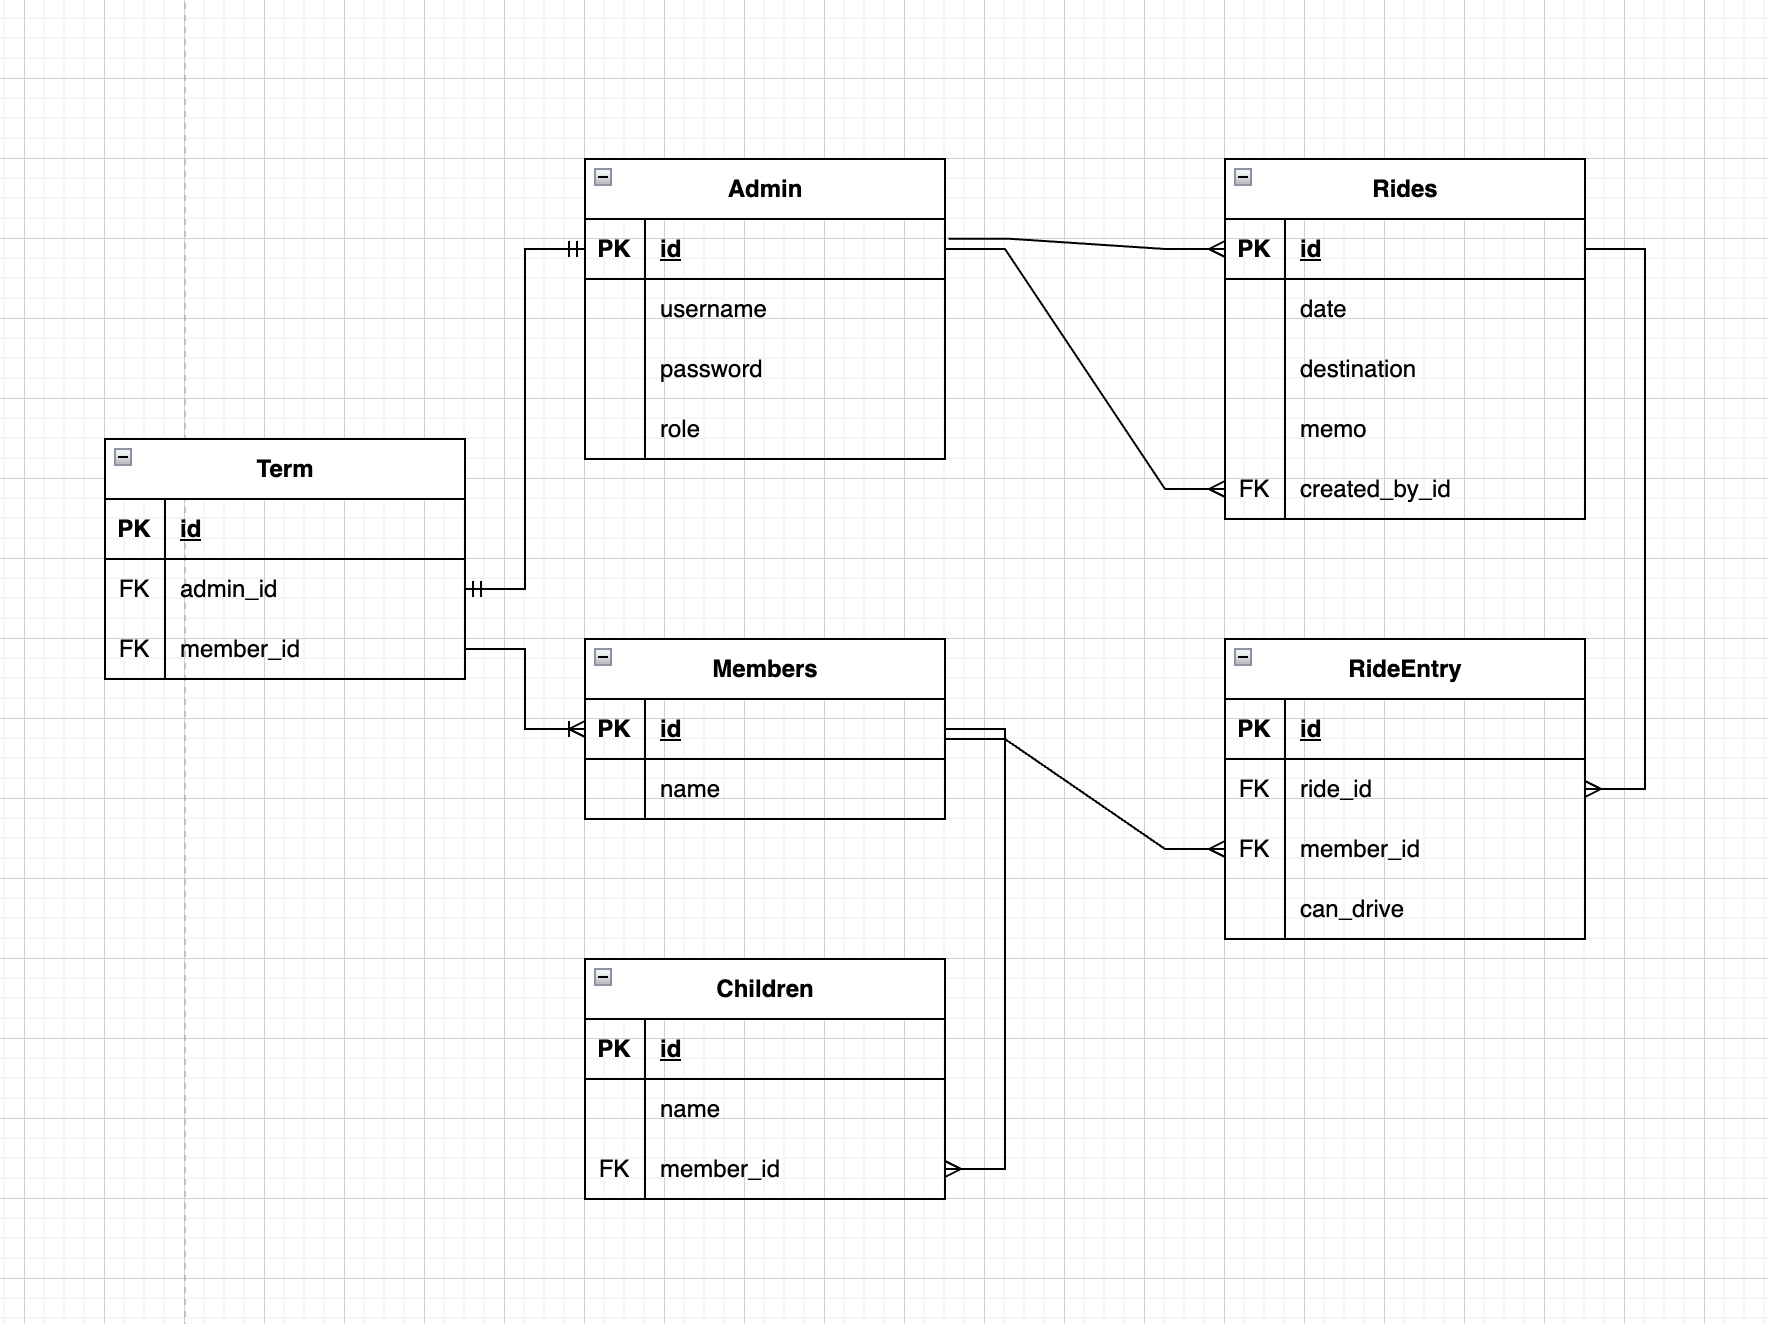 Admin
PK id
username
password
role
Rides
PK id
date
destination
memo
FK created_by_id
Term
PK id
FK admin_id
FK member_id
Members
PK id
name
RideEntry
PK id
FK ride_id
FK member_id
can_drive
Children
PK id
name
FK member_id